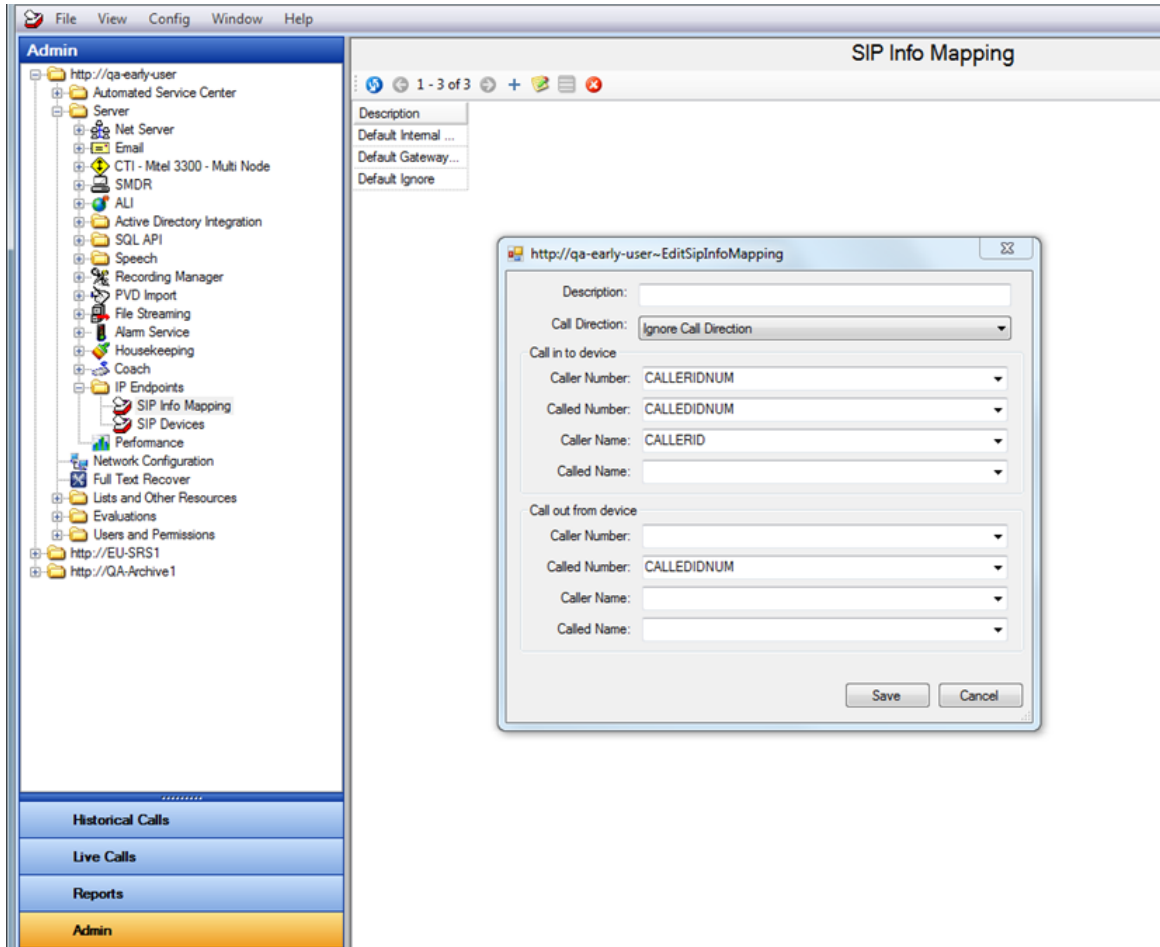 File View Config Window Help
Admin
SIP Info Mapping
http://qa-early-user
Automated Service Center
Server
Net Server
Email
CTI - Mitel 3300 - Multi Node
SMDR
ALI
Active Directory Integration
SQL API
Speech
Recording Manager
PVD Import
File Streaming
Alarm Service
Housekeeping
Coach
IP Endpoints
SIP Info Mapping
SIP Devices
Performance
Network Configuration
Full Text Recover
Lists and Other Resources
Evaluations
Users and Permissions
http://EU-SRS1
http://QA-Archive1
1 - 3 of 3
Description
Default Internal ...
Default Gateway...
Default Ignore
http://qa-early-user~EditSipInfoMapping
Description:
Call Direction: Ignore Call Direction
Call in to device
Caller Number: CALLERIDNUM
Called Number: CALLEDIDNUM
Caller Name: CALLERID
Called Name:
Call out from device
Caller Number:
Called Number: CALLEDIDNUM
Caller Name:
Called Name:
Save Cancel
Historical Calls
Live Calls
Reports
Admin